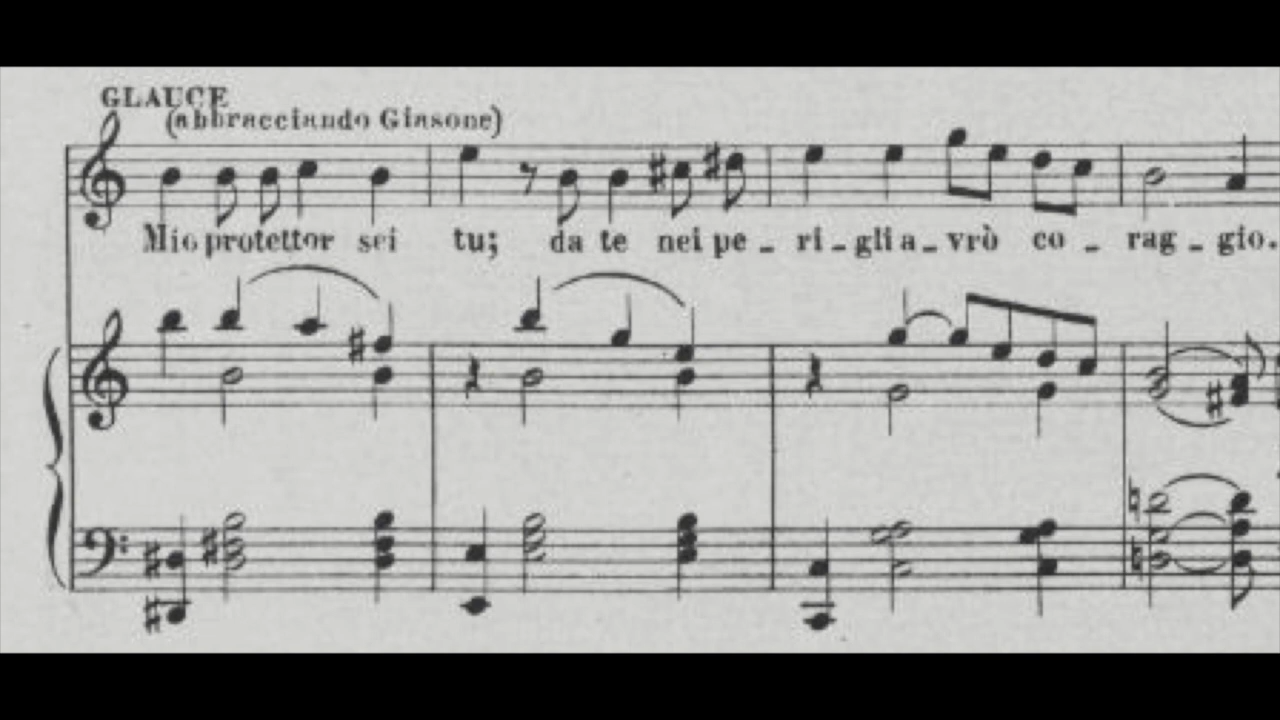 GLAUCE
(abbracciando Giasone)
Mio protettor sei tu; da te nei pe - ri - gli a - vrò co - rag - gio.